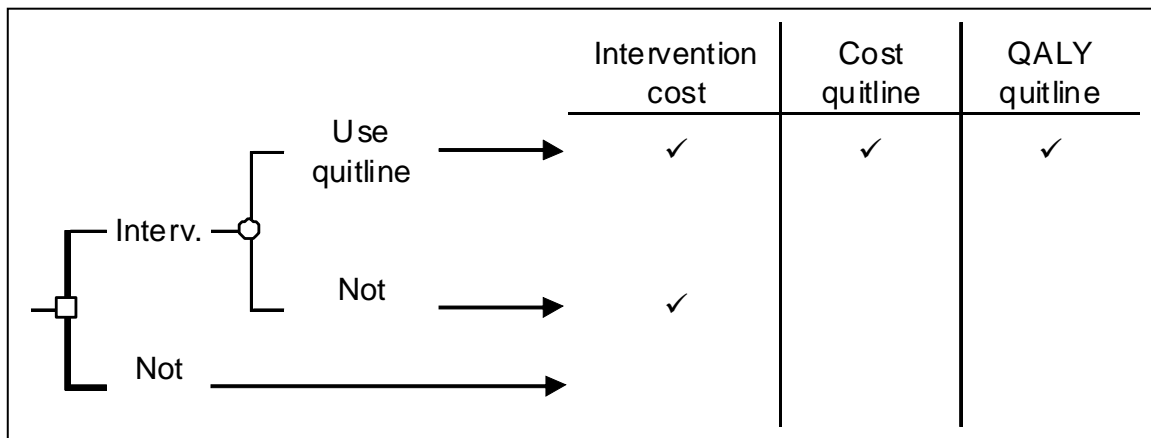 Intervention cost
Cost quitline
QALY quitline
Use quitline
✓ ✓ ✓
Interv.
Not
✓
Not